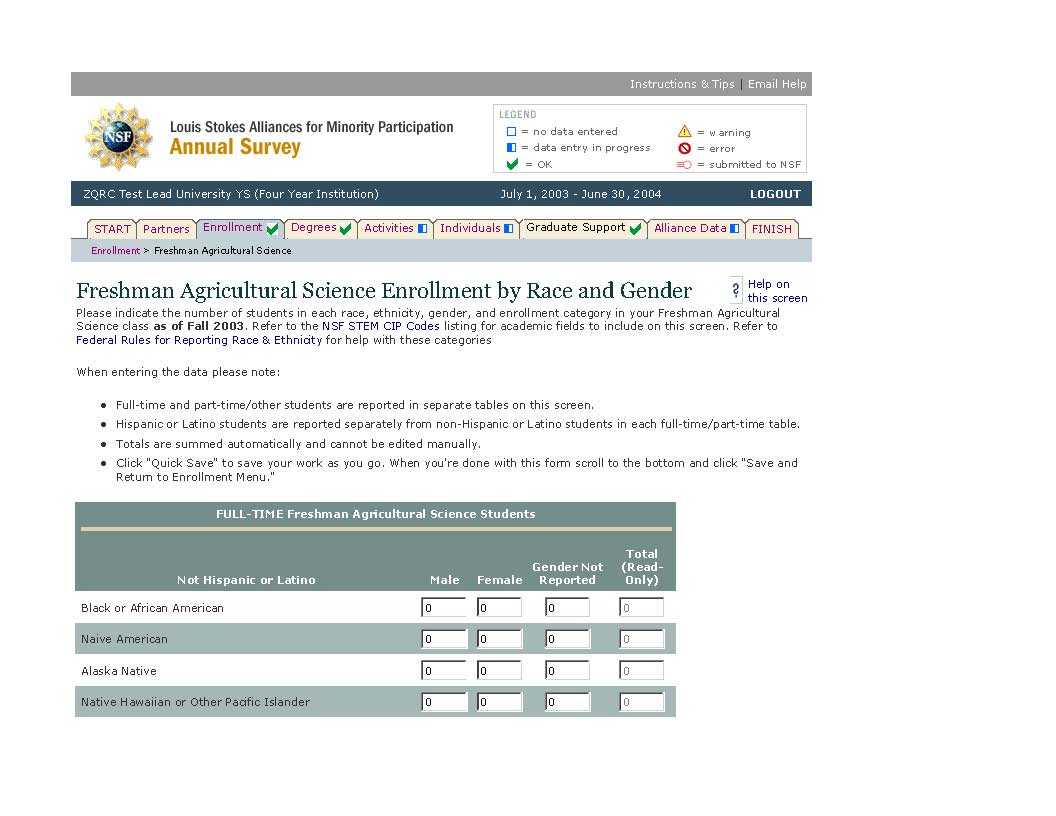 Instructions & Tips | Email Help
NSF
Louis Stokes Alliances for Minority Participation
Annual Survey
LEGEND
= no data entered
= data entry in progress
= OK
= warning
= error
= submitted to NSF
ZQRC Test Lead University YS (Four Year Institution) July 1, 2003 - June 30, 2004 LOGOUT
START Partners Enrollment Degrees Activities Individuals Graduate Support Alliance Data FINISH
Enrollment > Freshman Agricultural Science
Freshman Agricultural Science Enrollment by Race and Gender
? Help on
this screen
Please indicate the number of students in each race, ethnicity, gender, and enrollment category in your Freshman Agricultural
Science class as of Fall 2003. Refer to the NSF STEM CIP Codes listing for academic fields to include on this screen. Refer to
Federal Rules for Reporting Race & Ethnicity for help with these categories
When entering the data please note:
• Full-time and part-time/other students are reported in separate tables on this screen.
• Hispanic or Latino students are reported separately from non-Hispanic or Latino students in each full-time/part-time table.
• Totals are summed automatically and cannot be edited manually.
• Click "Quick Save" to save your work as you go. When you're done with this form scroll to the bottom and click "Save and
Return to Enrollment Menu."
FULL-TIME Freshman Agricultural Science Students
Not Hispanic or Latino Male Female Gender Not Reported Total (Read-Only)
Black or African American 0 0 0 0
Naive American 0 0 0 0
Alaska Native 0 0 0 0
Native Hawaiian or Other Pacific Islander 0 0 0 0